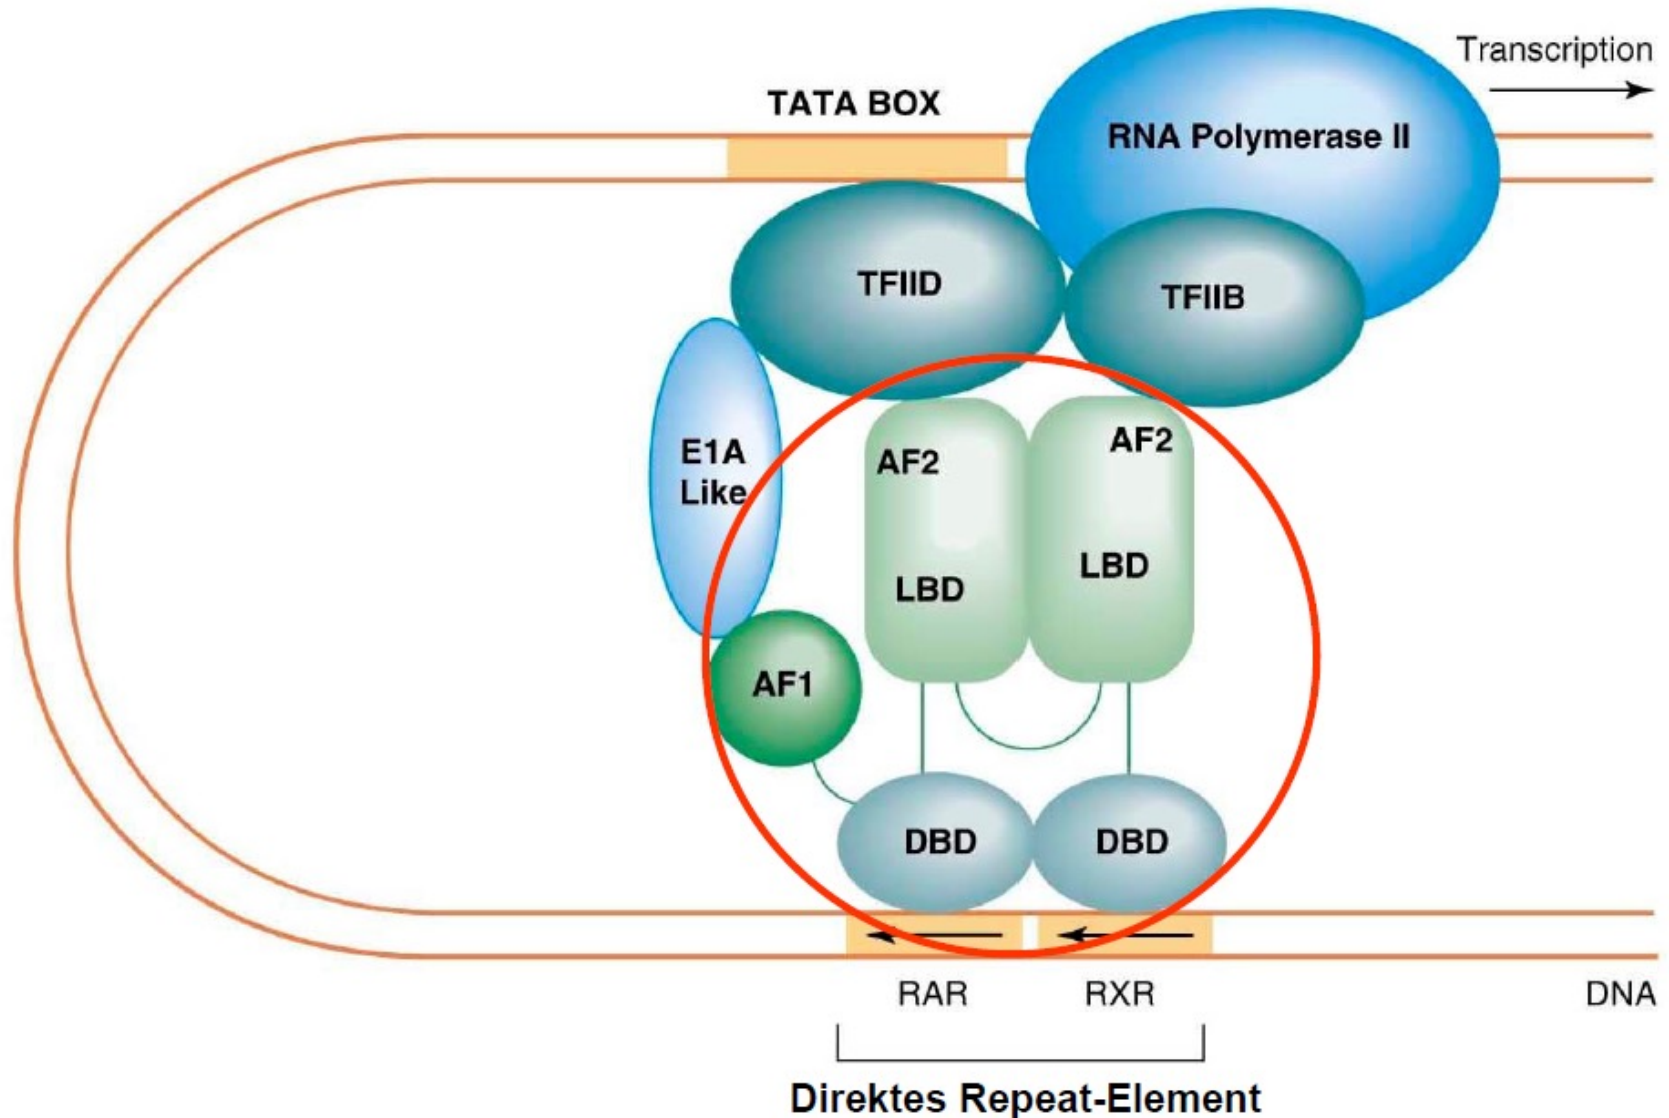 Transcription
TATA BOX
RNA Polymerase II
TFIID
TFIIB
E1A
Like
AF2
AF2
LBD
LBD
AF1
DBD
DBD
RAR
RXR
DNA
Direktes Repeat-Element